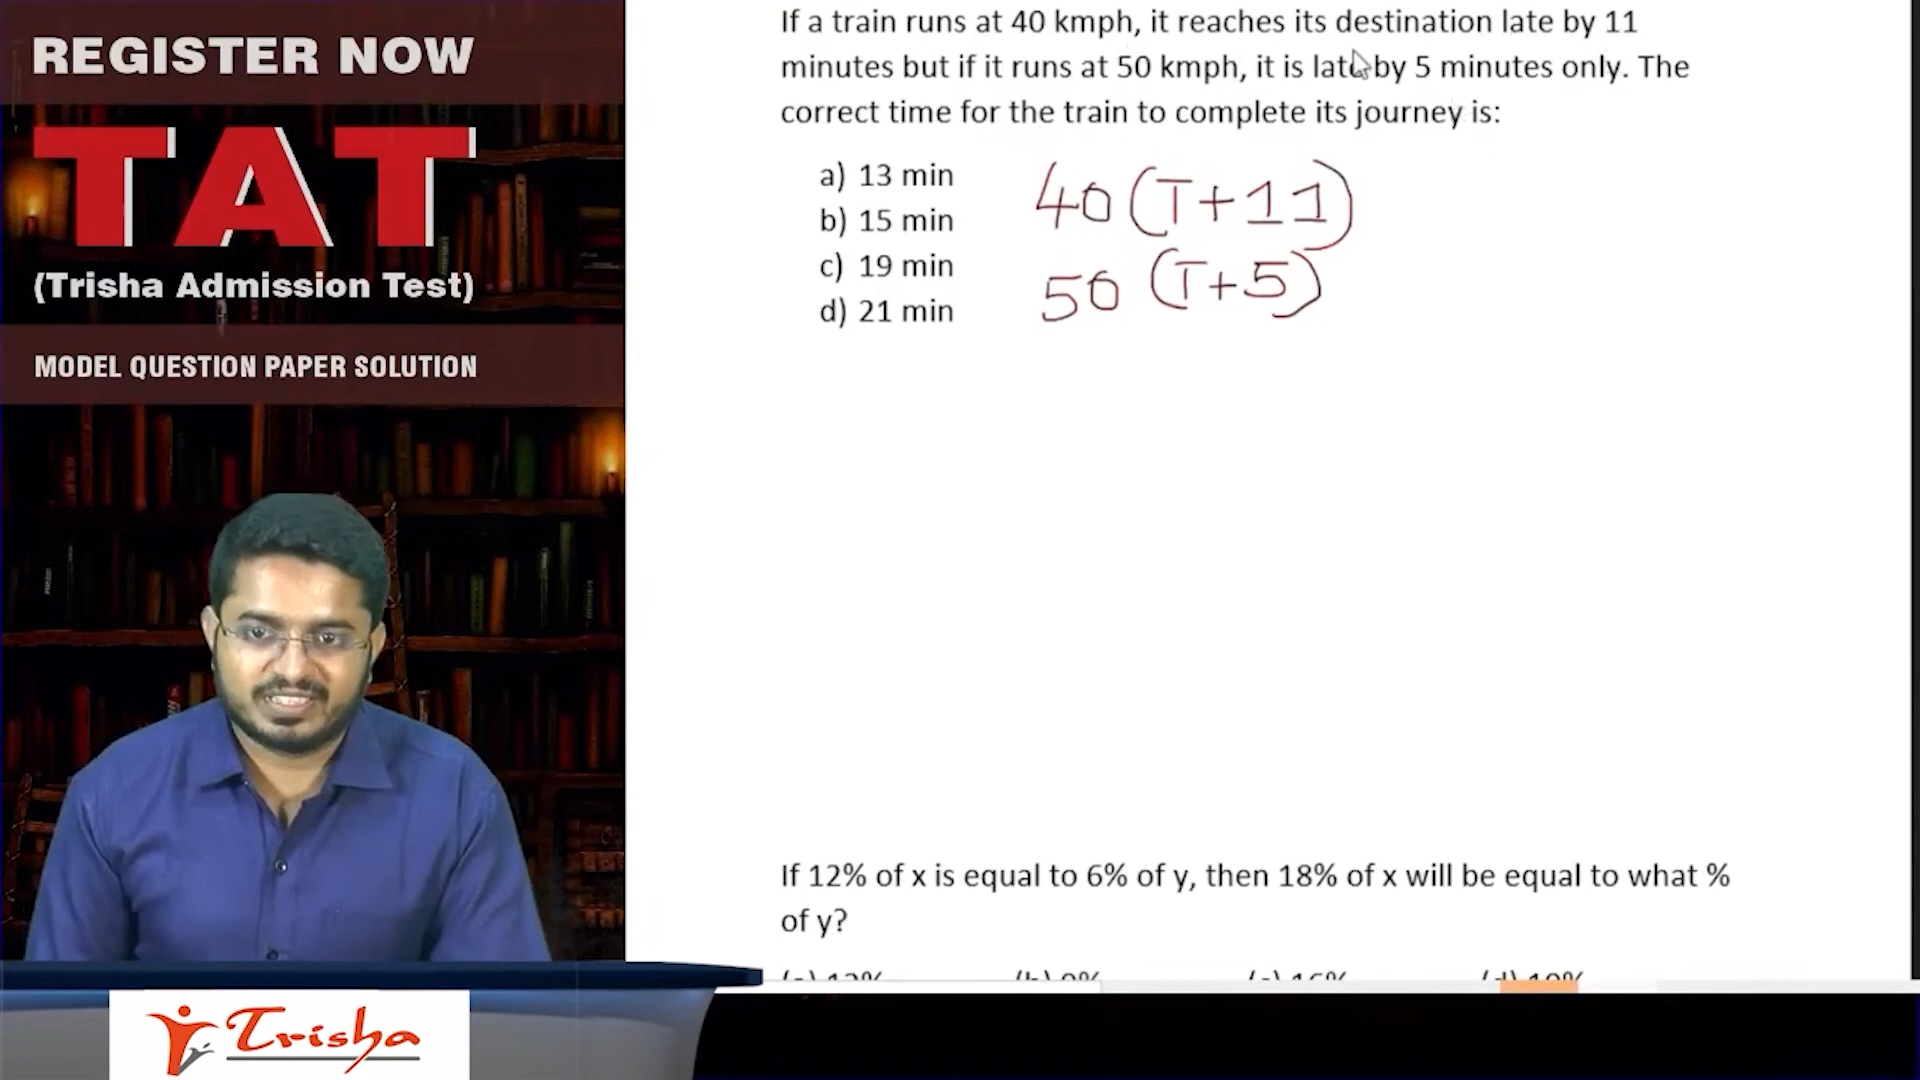 REGISTER NOW
TAT
(Trisha Admission Test)
MODEL QUESTION PAPER SOLUTION
If a train runs at 40 kmph, it reaches its destination late by 11
minutes but if it runs at 50 kmph, it is late by 5 minutes only. The
correct time for the train to complete its journey is:
a) 13 min
b) 15 min
c) 19 min
d) 21 min
40 (T+11)
50 (T+5)
If 12% of x is equal to 6% of y, then 18% of x will be equal to what %
of y?
Trisha